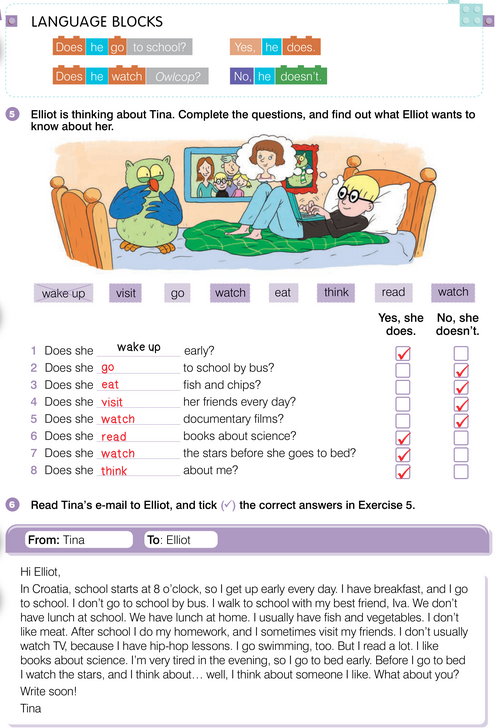 LANGUAGE BLOCKS
Does he go to school? Yes, he does.
Does he watch Owlcop? No, he doesn't.
5 Elliot is thinking about Tina. Complete the questions, and find out what Elliot wants to
know about her.
wake up visit go watch eat think read watch
Yes, she No, she
does. doesn't.
1 Does she wake up early?
2 Does she go to school by bus?
3 Does she eat fish and chips?
4 Does she visit her friends every day?
5 Does she watch documentary films?
6 Does she read books about science?
7 Does she watch the stars before she goes to bed?
8 Does she think about me?
6 Read Tina's e-mail to Elliot, and tick (✓) the correct answers in Exercise 5.
From: Tina To: Elliot
Hi Elliot,
In Croatia, school starts at 8 o'clock, so I get up early every day. I have breakfast, and I go
to school. I don't go to school by bus. I walk to school with my best friend, Iva. We don't
have lunch at school. We have lunch at home. I usually have fish and vegetables. I don't
like meat. After school I do my homework, and I sometimes visit my friends. I don't usually
watch TV, because I have hip-hop lessons. I go swimming, too. But I read a lot. I like
books about science. I'm very tired in the evening, so I go to bed early. Before I go to bed
I watch the stars, and I think about... well, I think about someone I like. What about you?
Write soon!
Tina